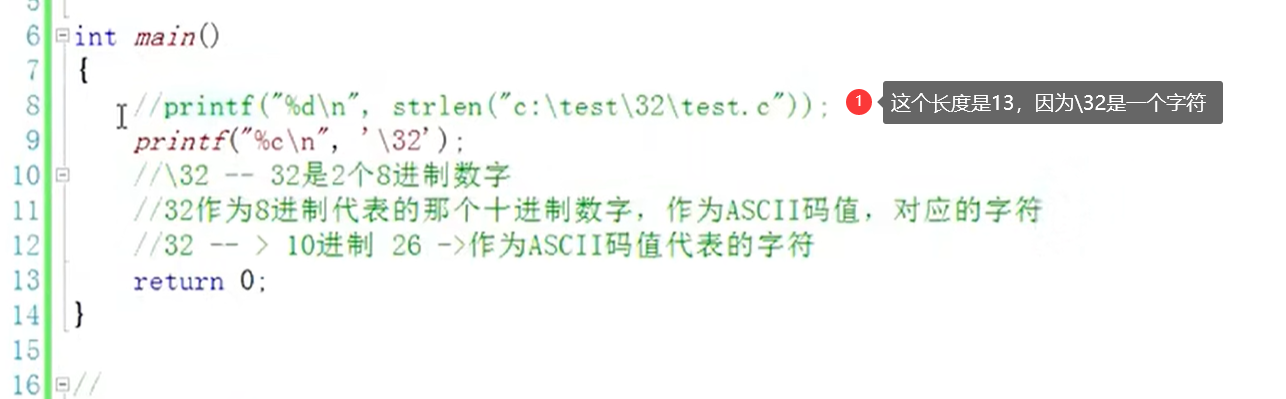 5
6 int main()
7 {
8 //printf("%d\n", strlen("c:\test\32\test.c"));
1 这个长度是13，因为\32是一个字符
9 printf("%c\n", '\32');
10 //\32 -- 32是2个8进制数字
11 //32作为8进制代表的那个十进制数字，作为ASCII码值，对应的字符
12 //32 -- > 10进制 26 ->作为ASCII码值代表的字符
13 return 0;
14 }
15
16 //